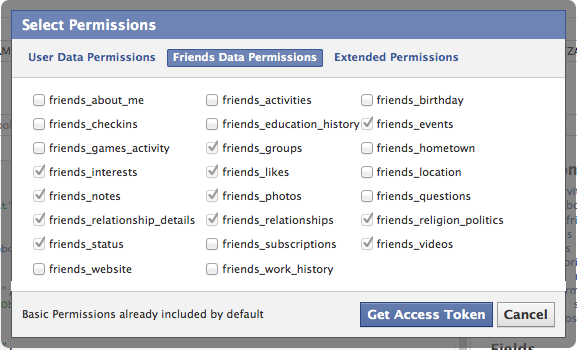 Select Permissions
User Data Permissions Friends Data Permissions Extended Permissions
friends_about_me friends_activities friends_birthday
friends_checkins friends_education_history friends_events
friends_games_activity friends_groups friends_hometown
friends_interests friends_likes friends_location
friends_notes friends_photos friends_questions
friends_relationship_details friends_relationships friends_religion_politics
friends_status friends_subscriptions friends_videos
friends_website friends_work_history
Basic Permissions already included by default Get Access Token Cancel
Fields